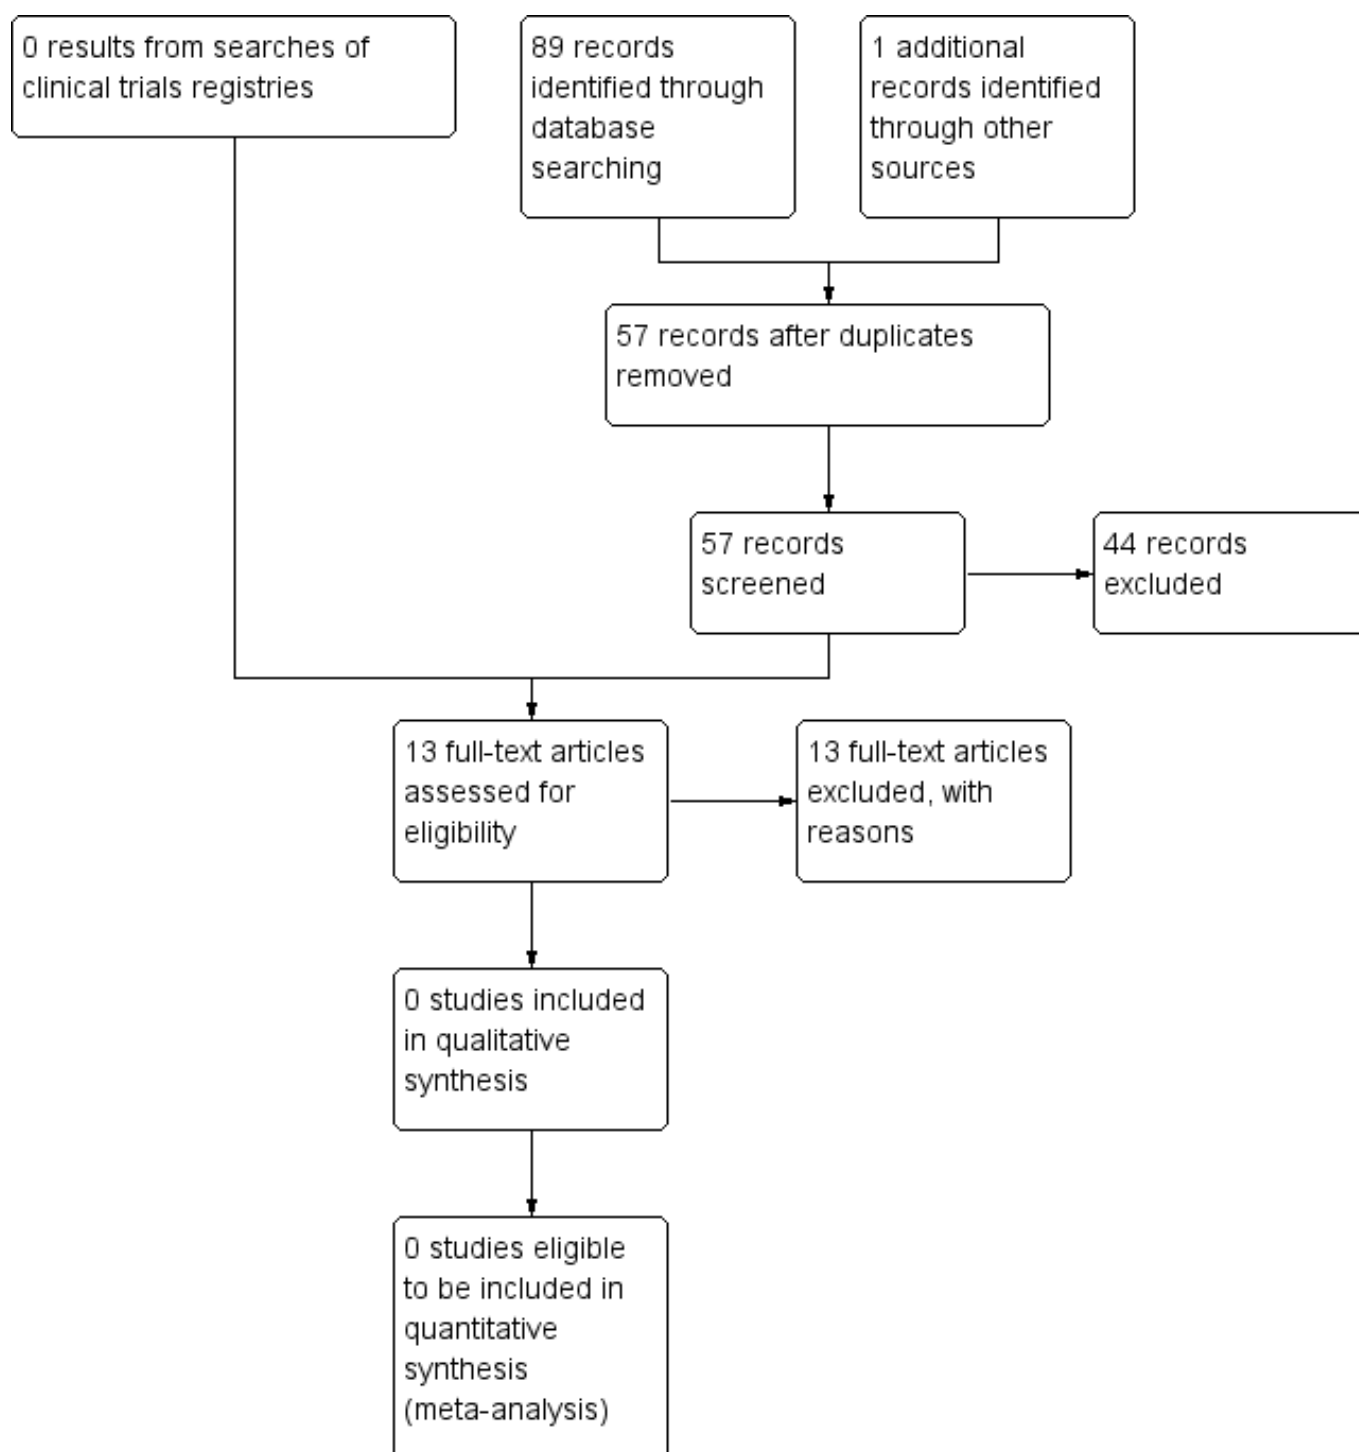 0 results from searches of
clinical trials registries
89 records
identified through
database
searching
1 additional
records identified
through other
sources
57 records after duplicates
removed
57 records
screened
44 records
excluded
13 full-text articles
assessed for
eligibility
13 full-text articles
excluded, with
reasons
0 studies included
in qualitative
synthesis
0 studies eligible
to be included in
quantitative
synthesis
(meta-analysis)